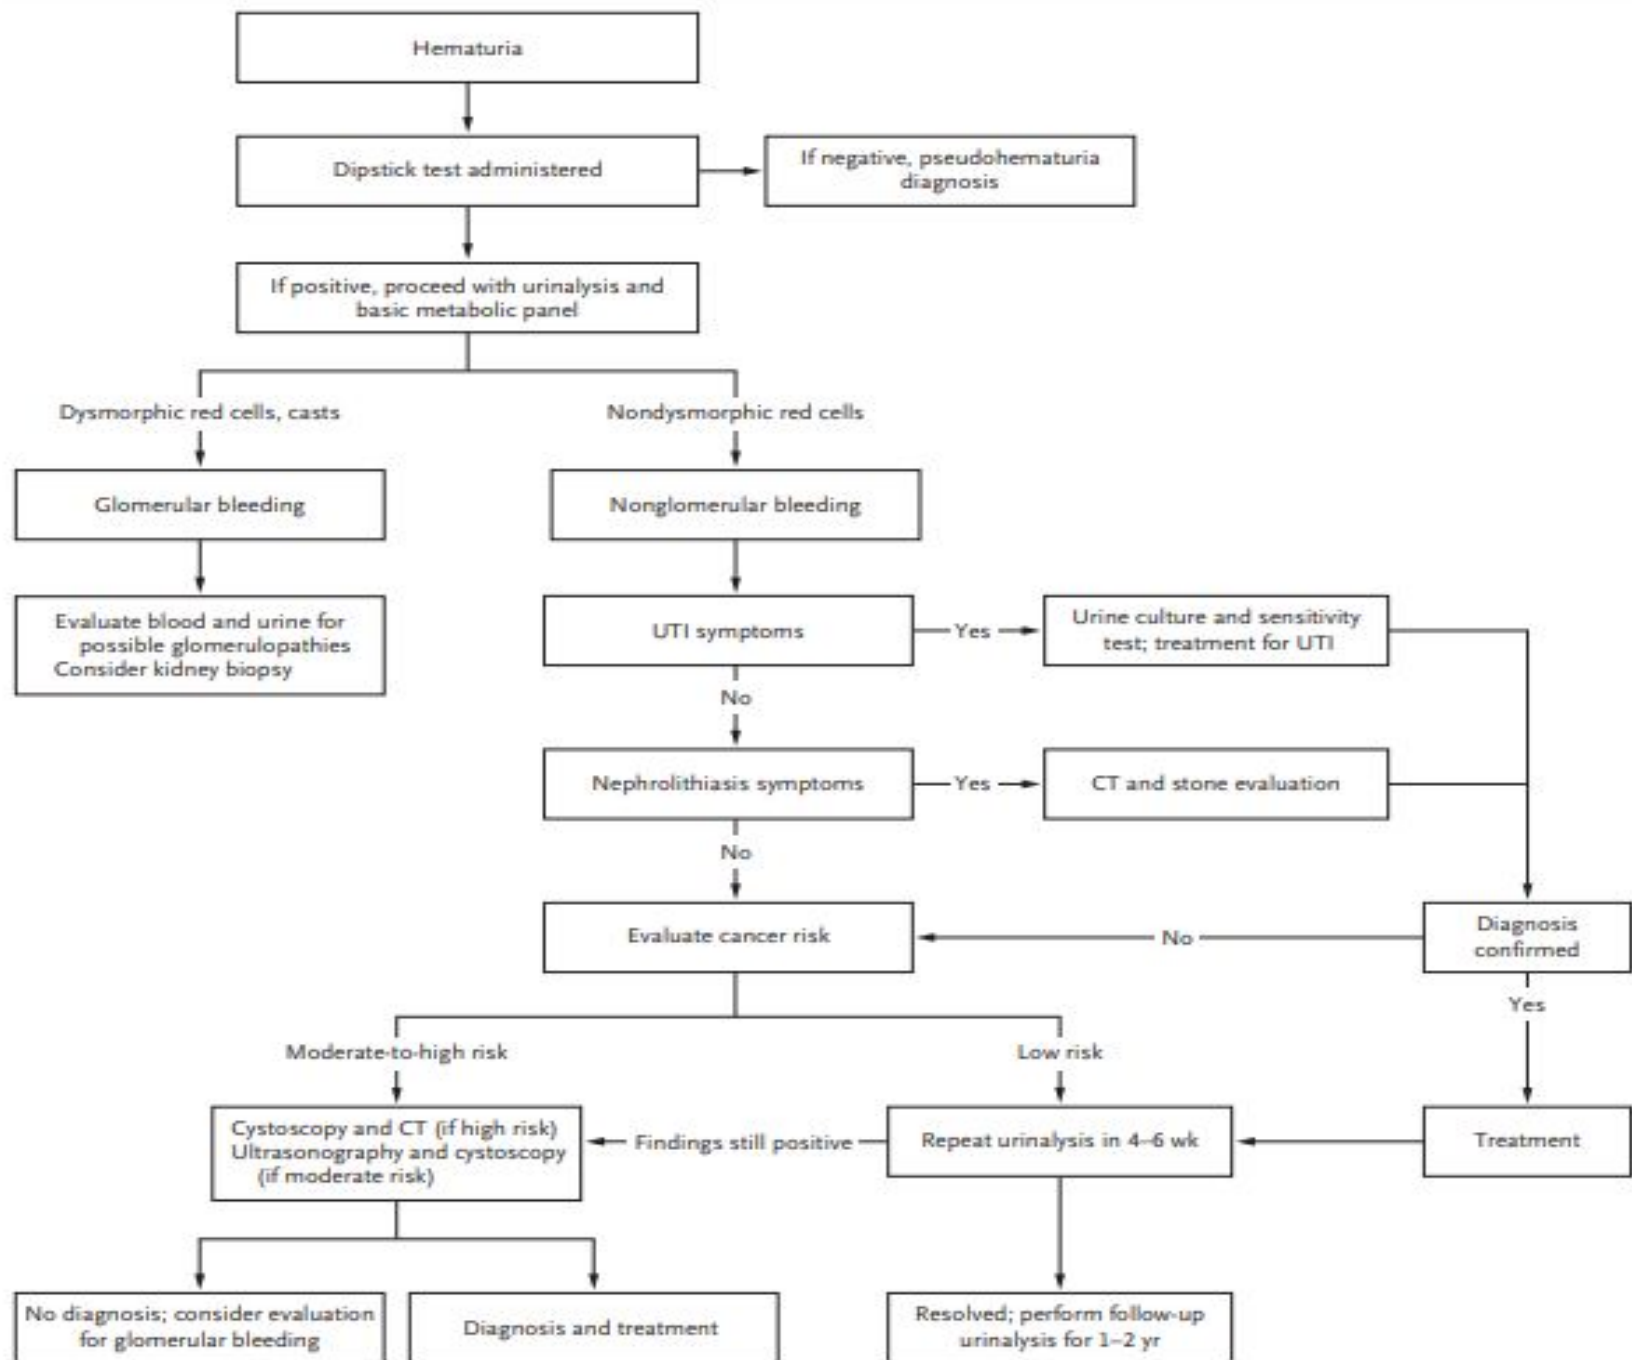 Hematuria
Dipstick test administered
If negative, pseudohematuria
diagnosis
If positive, proceed with urinalysis and
basic metabolic panel
Dysmorphic red cells, casts
Nondysmorphic red cells
Glomerular bleeding
Nonglomerular bleeding
Evaluate blood and urine for
possible glomerulopathies
Consider kidney biopsy
UTI symptoms
Yes
Urine culture and sensitivity
test; treatment for UTI
No
Nephrolithiasis symptoms
Yes
CT and stone evaluation
No
Evaluate cancer risk
No
Diagnosis
confirmed
Yes
Moderate-to-high risk
Low risk
Cystoscopy and CT (if high risk)
Ultrasonography and cystoscopy
(if moderate risk)
Findings still positive
Repeat urinalysis in 4–6 wk
Treatment
No diagnosis; consider evaluation
for glomerular bleeding
Diagnosis and treatment
Resolved; perform follow-up
urinalysis for 1–2 yr